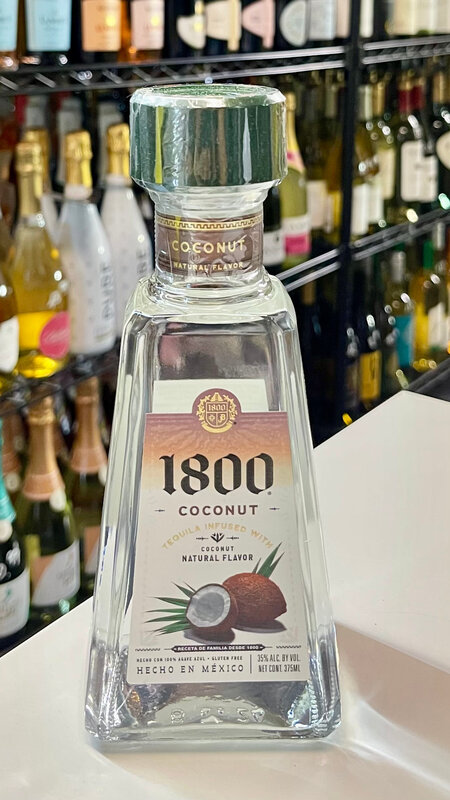 COCONUT
NATURAL FLAVOR
1800
1800
COCONUT
TEQUILA INFUSED WITH
COCONUT
NATURAL FLAVOR
RECETA DE FAMILIA DESDE 1800
HECHO CON 100% AGAVE AZUL • GLUTEN FREE
HECHO EN MÉXICO
35% ALC. BY VOL.
NET CONT. 375ML